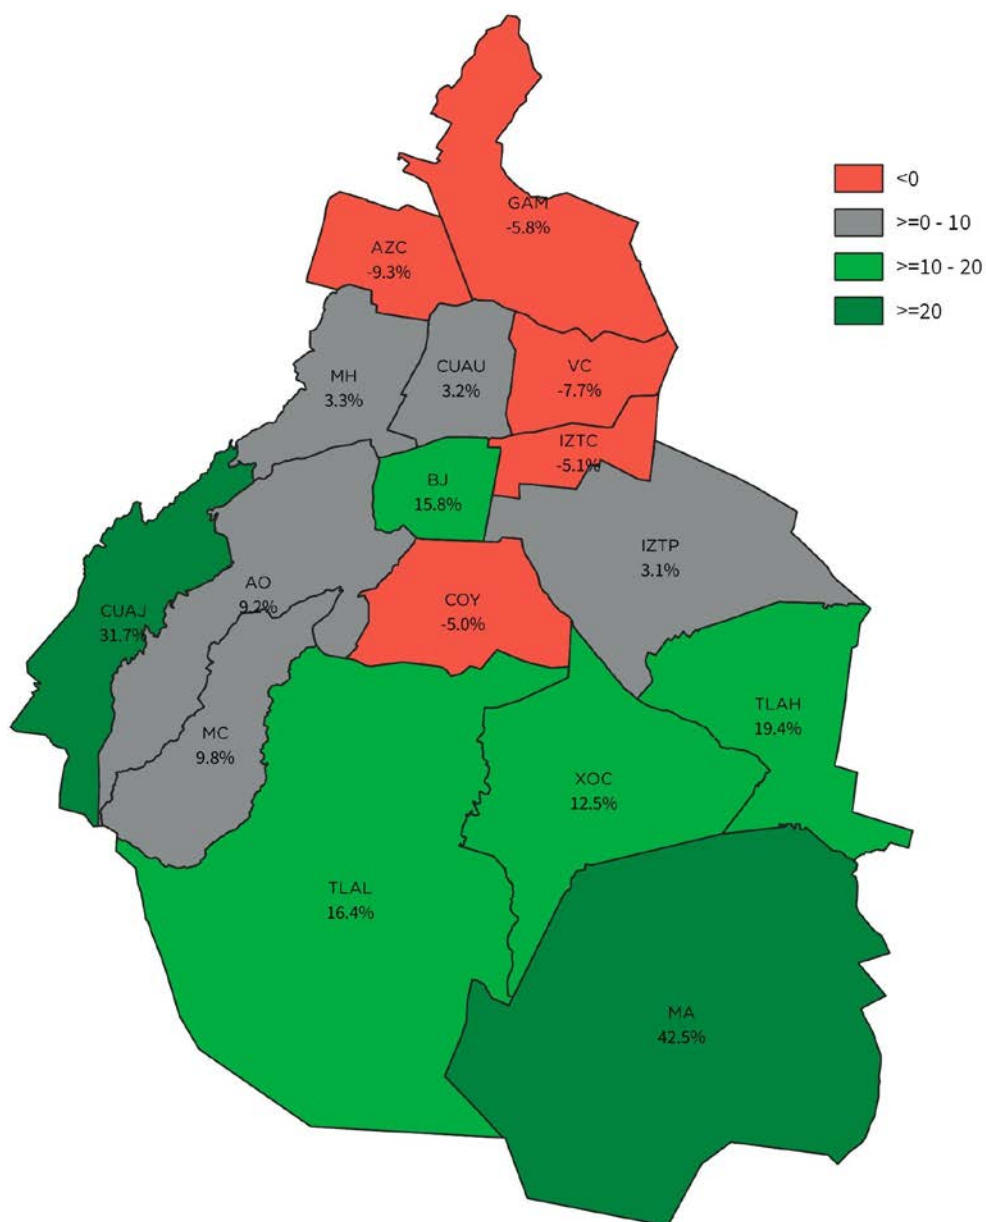 <0
>=0 - 10
>=10 - 20
>=20
GAM
-5.8%
AZC
-9.3%
MH
3.3%
CUAU
3.2%
VC
-7.7%
IZTC
-5.1%
BJ
15.8%
IZTP
3.1%
AO
9.2%
CUAJ
31.7%
COY
-5.0%
MC
9.8%
TLAH
19.4%
XOC
12.5%
TLAL
16.4%
MA
42.5%